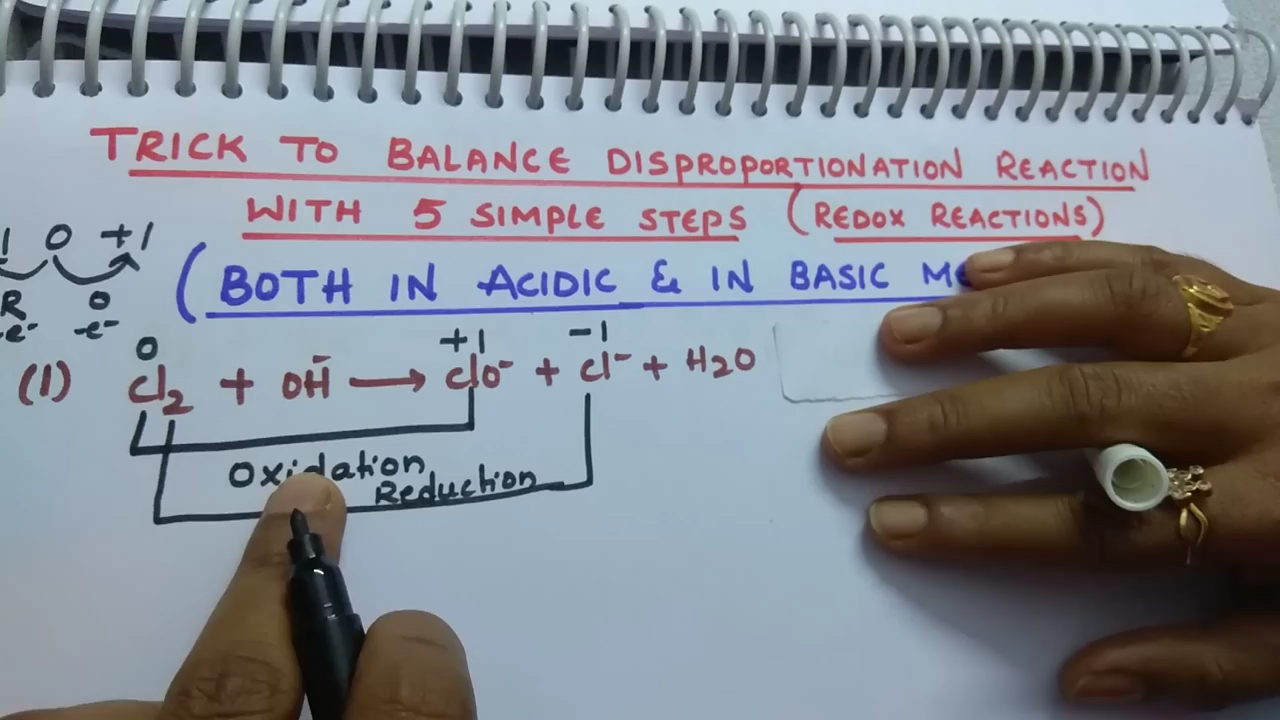 TRICK TO BALANCE DISPROPORTIONATION REACTION
WITH 5 SIMPLE STEPS (REDOX REACTIONS)
(BOTH IN ACIDIC & IN BASIC
1 0 +1
R O
-e⁻ -e⁻
0 +1 -1
(1) Cl₂ + OH⁻ ⟶ ClO⁻ + Cl⁻ + H2O
Oxidation
Reduction